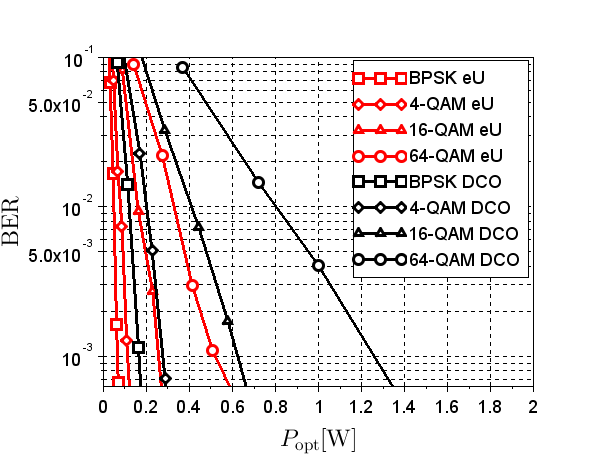 10^-1
5.0x10^-2
10^-2
5.0x10^-3
10^-3
BER
BPSK eU
4-QAM eU
16-QAM eU
64-QAM eU
BPSK DCO
4-QAM DCO
16-QAM DCO
64-QAM DCO
0 0.2 0.4 0.6 0.8 1 1.2 1.4 1.6 1.8 2
P_opt[W]